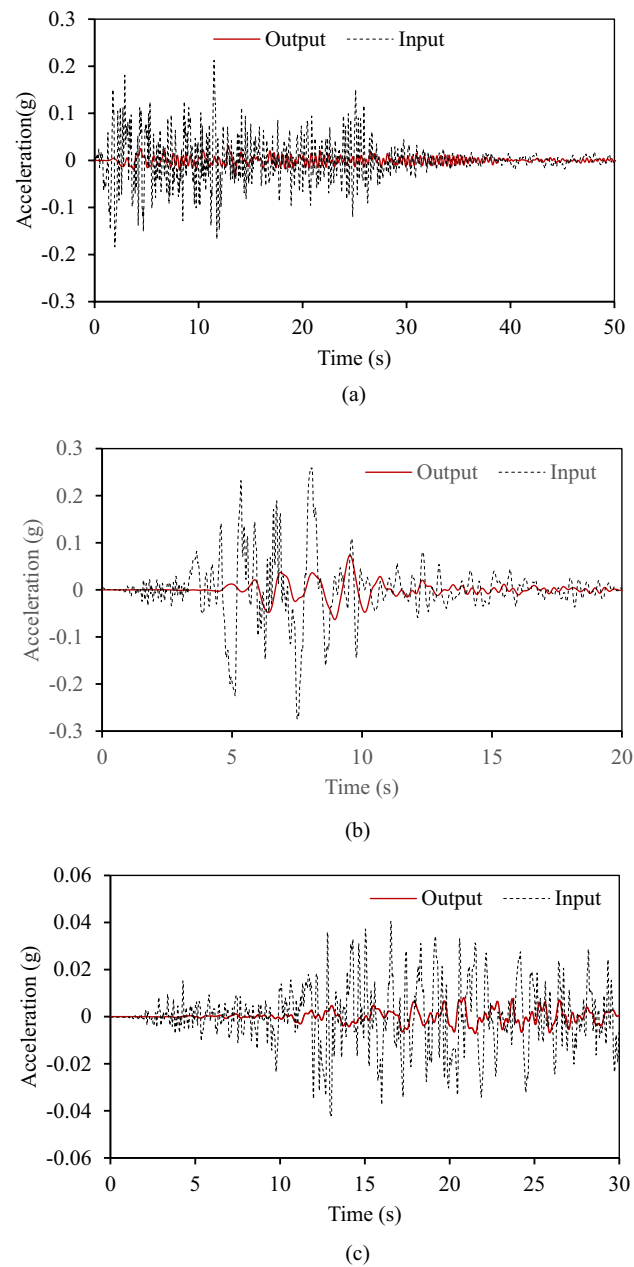 Output Input
0.3
0.2
0.1
0
-0.1
-0.2
-0.3
Acceleration(g)
0 10 20 30 40 50
Time (s)
(a)
Output Input
0.3
0.2
0.1
0
-0.1
-0.2
-0.3
Acceleration (g)
0 5 10 15 20
Time (s)
(b)
Output Input
0.06
0.04
0.02
0
-0.02
-0.04
-0.06
Acceleration (g)
0 5 10 15 20 25 30
Time (s)
(c)